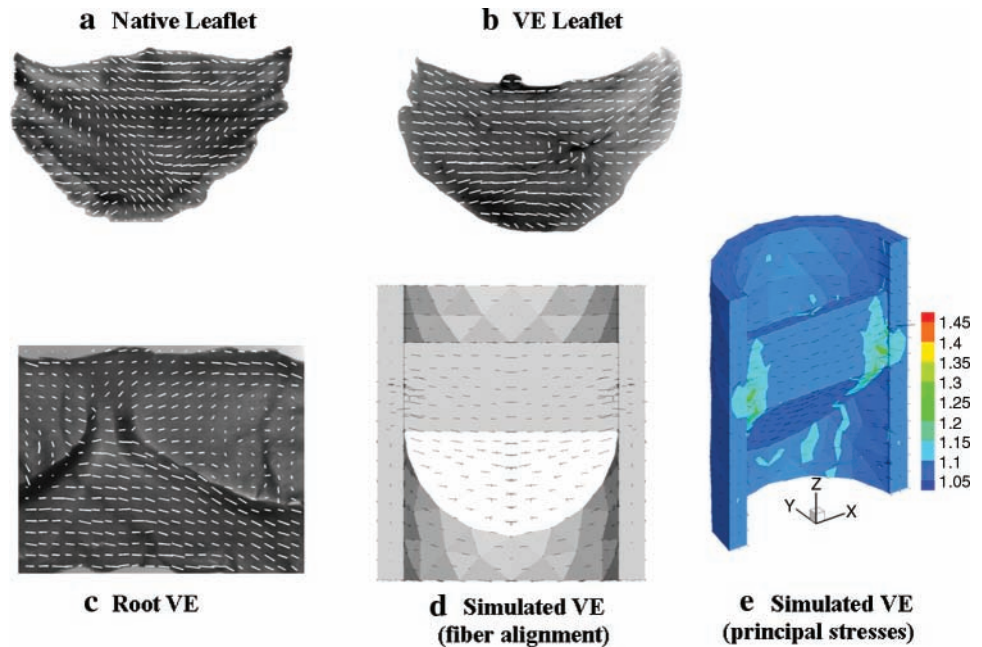 a Native Leaflet
b VE Leaflet
c Root VE
d Simulated VE
(fiber alignment)
1.45
1.4
1.35
1.3
1.25
1.2
1.15
1.1
1.05
Z
Y
X
e Simulated VE
(principal stresses)